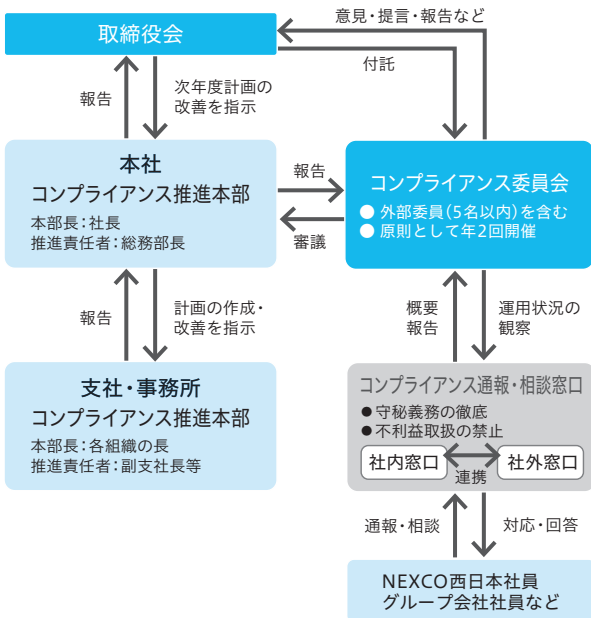 取締役会
意見・提言・報告など
付託
報告
次年度計画の
改善を指示
本社
コンプライアンス推進本部
本部長:社長
推進責任者:総務部長
報告
審議
コンプライアンス委員会
● 外部委員(5名以内)を含む
● 原則として年2回開催
報告
計画の作成・
改善を指示
概要
報告
運用状況の
観察
支社・事務所
コンプライアンス推進本部
本部長:各組織の長
推進責任者:副支社長等
コンプライアンス通報・相談窓口
●守秘義務の徹底
●不利益取扱の禁止
社内窓口
連携
社外窓口
通報・相談
対応・回答
NEXCO西日本社員
グループ会社社員など